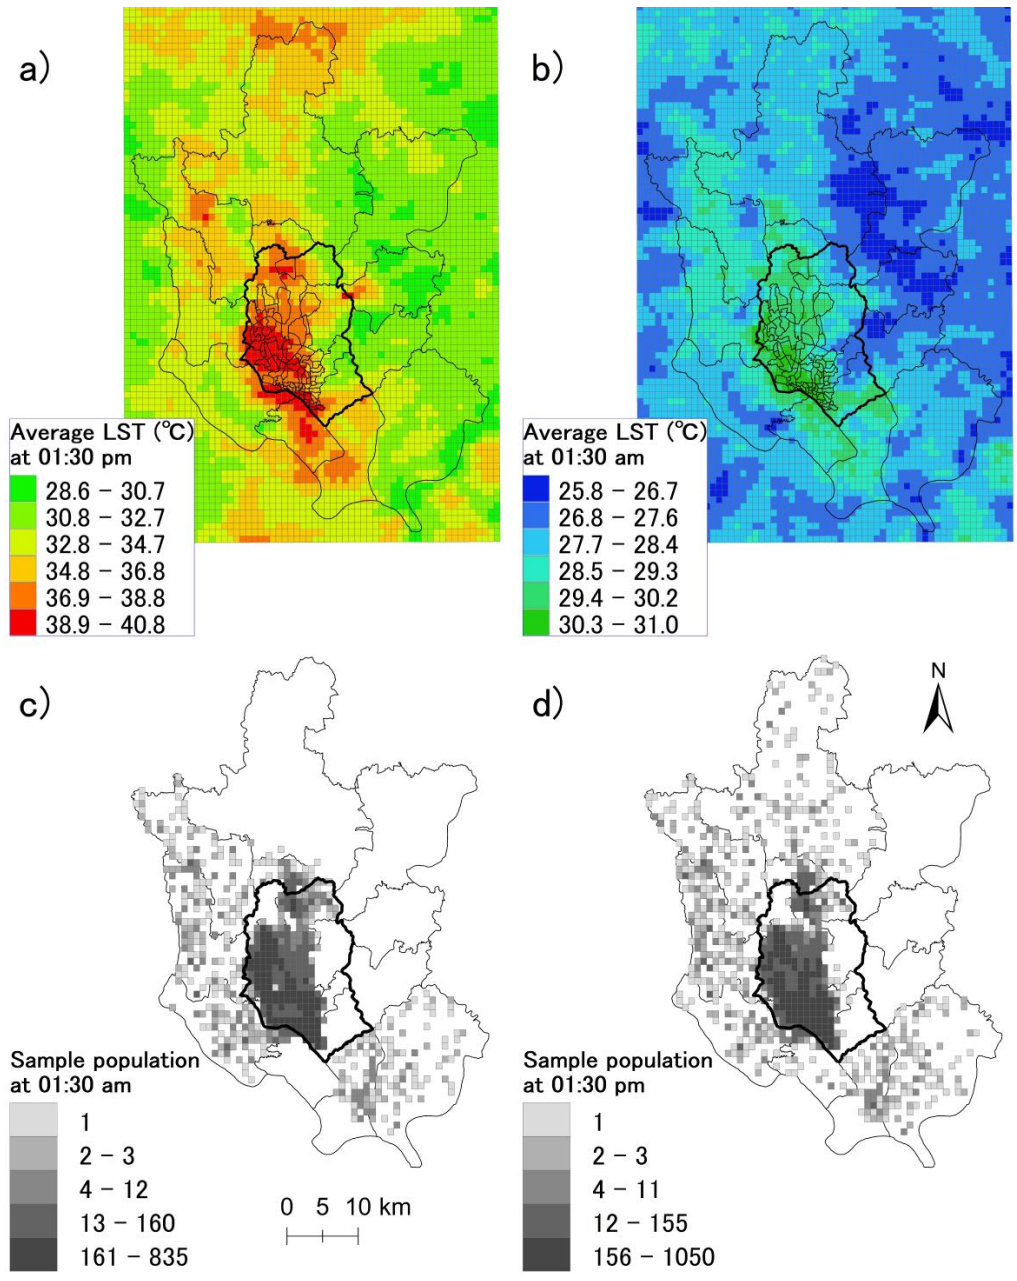 a)
Average LST (℃)
at 01:30 pm
28.6 − 30.7
30.8 − 32.7
32.8 − 34.7
34.8 − 36.8
36.9 − 38.8
38.9 − 40.8
b)
Average LST (℃)
at 01:30 am
25.8 − 26.7
26.8 − 27.6
27.7 − 28.4
28.5 − 29.3
29.4 − 30.2
30.3 − 31.0
c)
Sample population
at 01:30 am
1
2 − 3
4 − 12
13 − 160
161 − 835
0 5 10 km
d)
N
Sample population
at 01:30 pm
1
2 − 3
4 − 11
12 − 155
156 − 1050